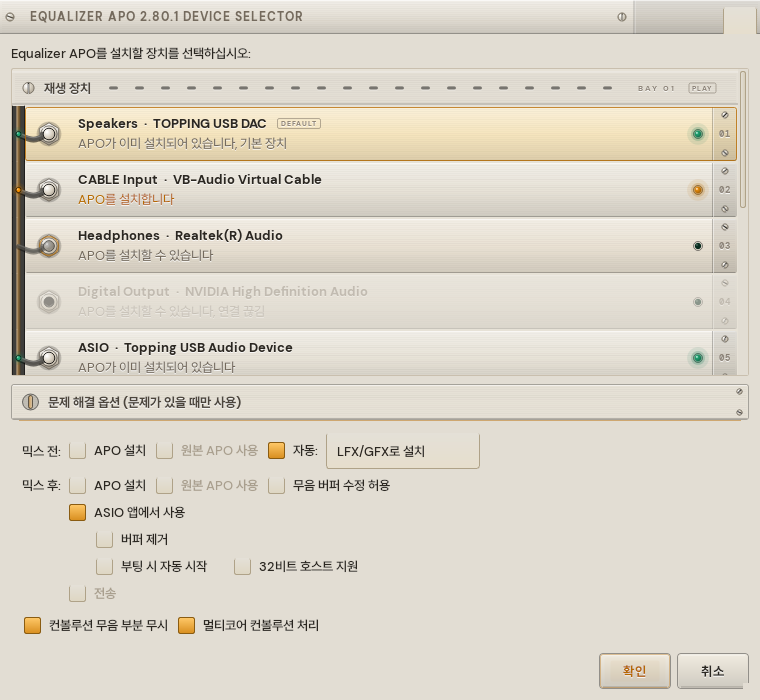 EQUALIZER APO 2.80.1 DEVICE SELECTOR
Equalizer APO를 설치할 장치를 선택하십시오:
재생 장치 BAY 01 PLAY
Speakers · TOPPING USB DAC DEFAULT
APO가 이미 설치되어 있습니다, 기본 장치
01
CABLE Input · VB-Audio Virtual Cable
APO를 설치합니다
02
Headphones · Realtek(R) Audio
APO를 설치할 수 있습니다
03
Digital Output · NVIDIA High Definition Audio
APO를 설치할 수 있습니다, 연결 끊김
04
ASIO · Topping USB Audio Device
APO가 이미 설치되어 있습니다
05
문제 해결 옵션 (문제가 있을 때만 사용)
믹스 전: APO 설치 원본 APO 사용 자동: LFX/GFX로 설치
믹스 후: APO 설치 원본 APO 사용 무음 버퍼 수정 허용
ASIO 앱에서 사용
버퍼 제거
부팅 시 자동 시작 32비트 호스트 지원
전송
컨볼루션 무음 부분 무시 멀티코어 컨볼루션 처리
확인 취소